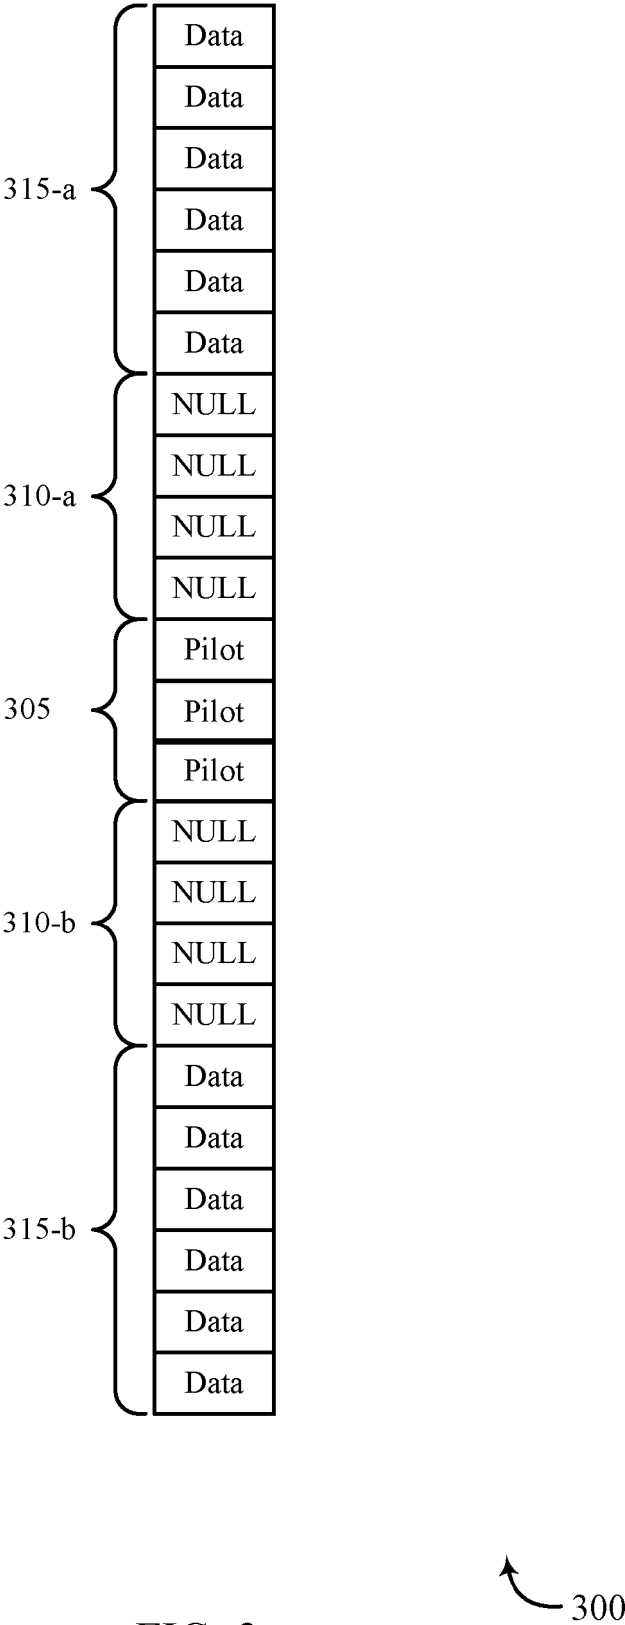 315-a
Data
Data
Data
Data
Data
Data
310-a
NULL
NULL
NULL
NULL
305
Pilot
Pilot
Pilot
310-b
NULL
NULL
NULL
NULL
315-b
Data
Data
Data
Data
Data
Data
300